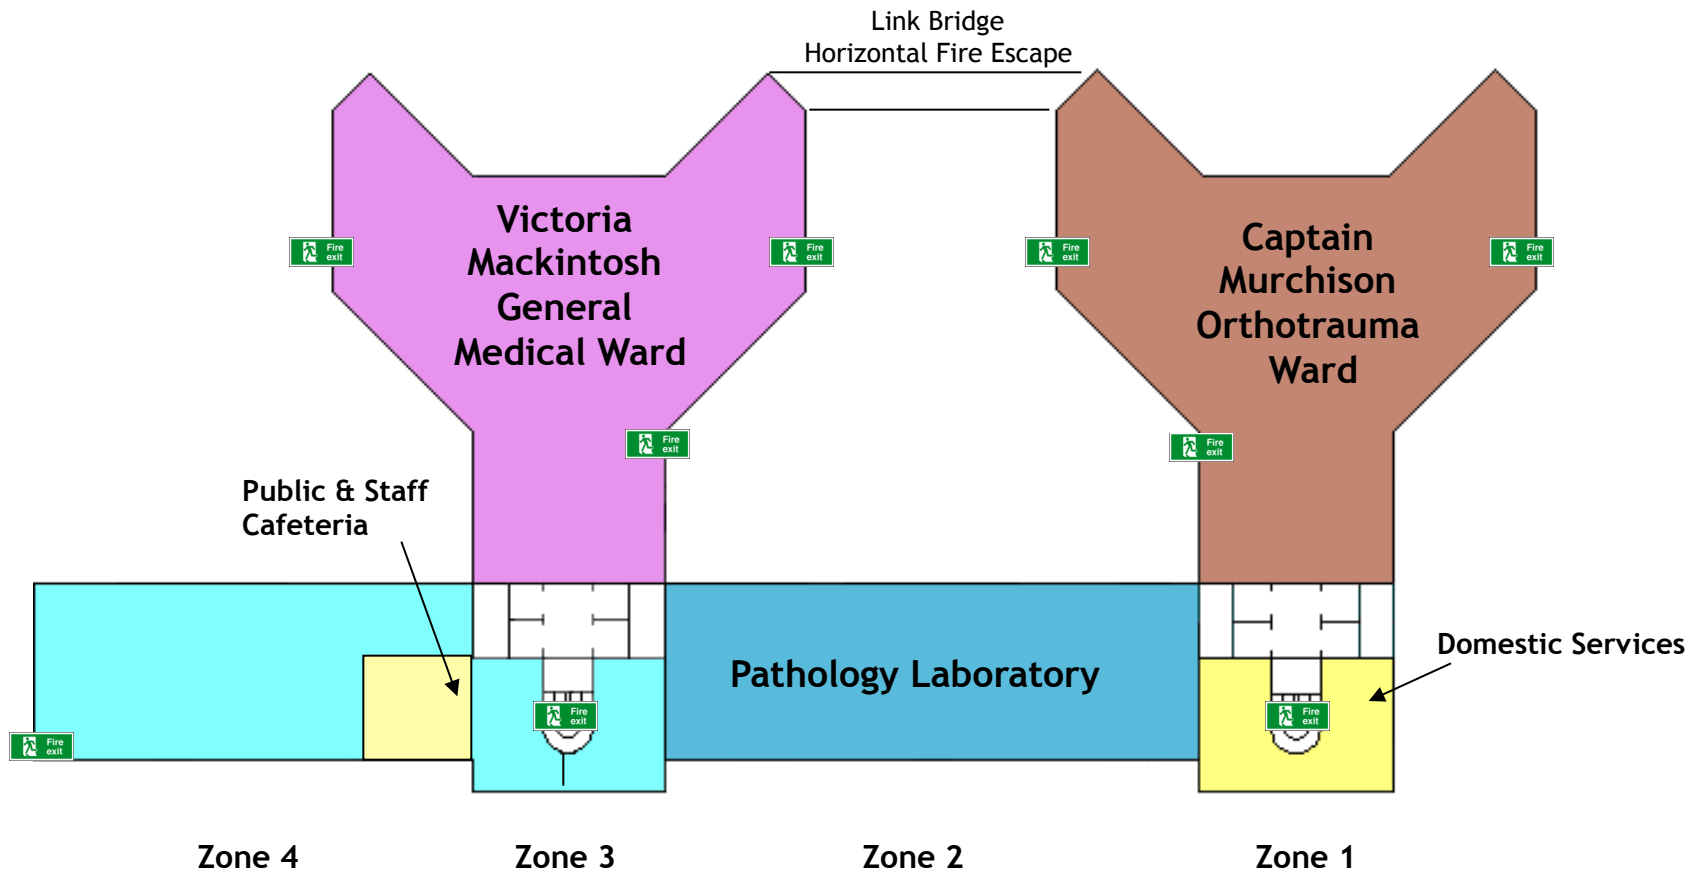 Link Bridge
Horizontal Fire Escape
Victoria
Mackintosh
General
Medical Ward
Captain
Murchison
Orthotrauma
Ward
Fire
exit
Fire
exit
Fire
exit
Fire
exit
Fire
exit
Fire
exit
Public & Staff
Cafeteria
Pathology Laboratory
Domestic Services
Fire
exit
Fire
exit
Fire
exit
Zone 4
Zone 3
Zone 2
Zone 1